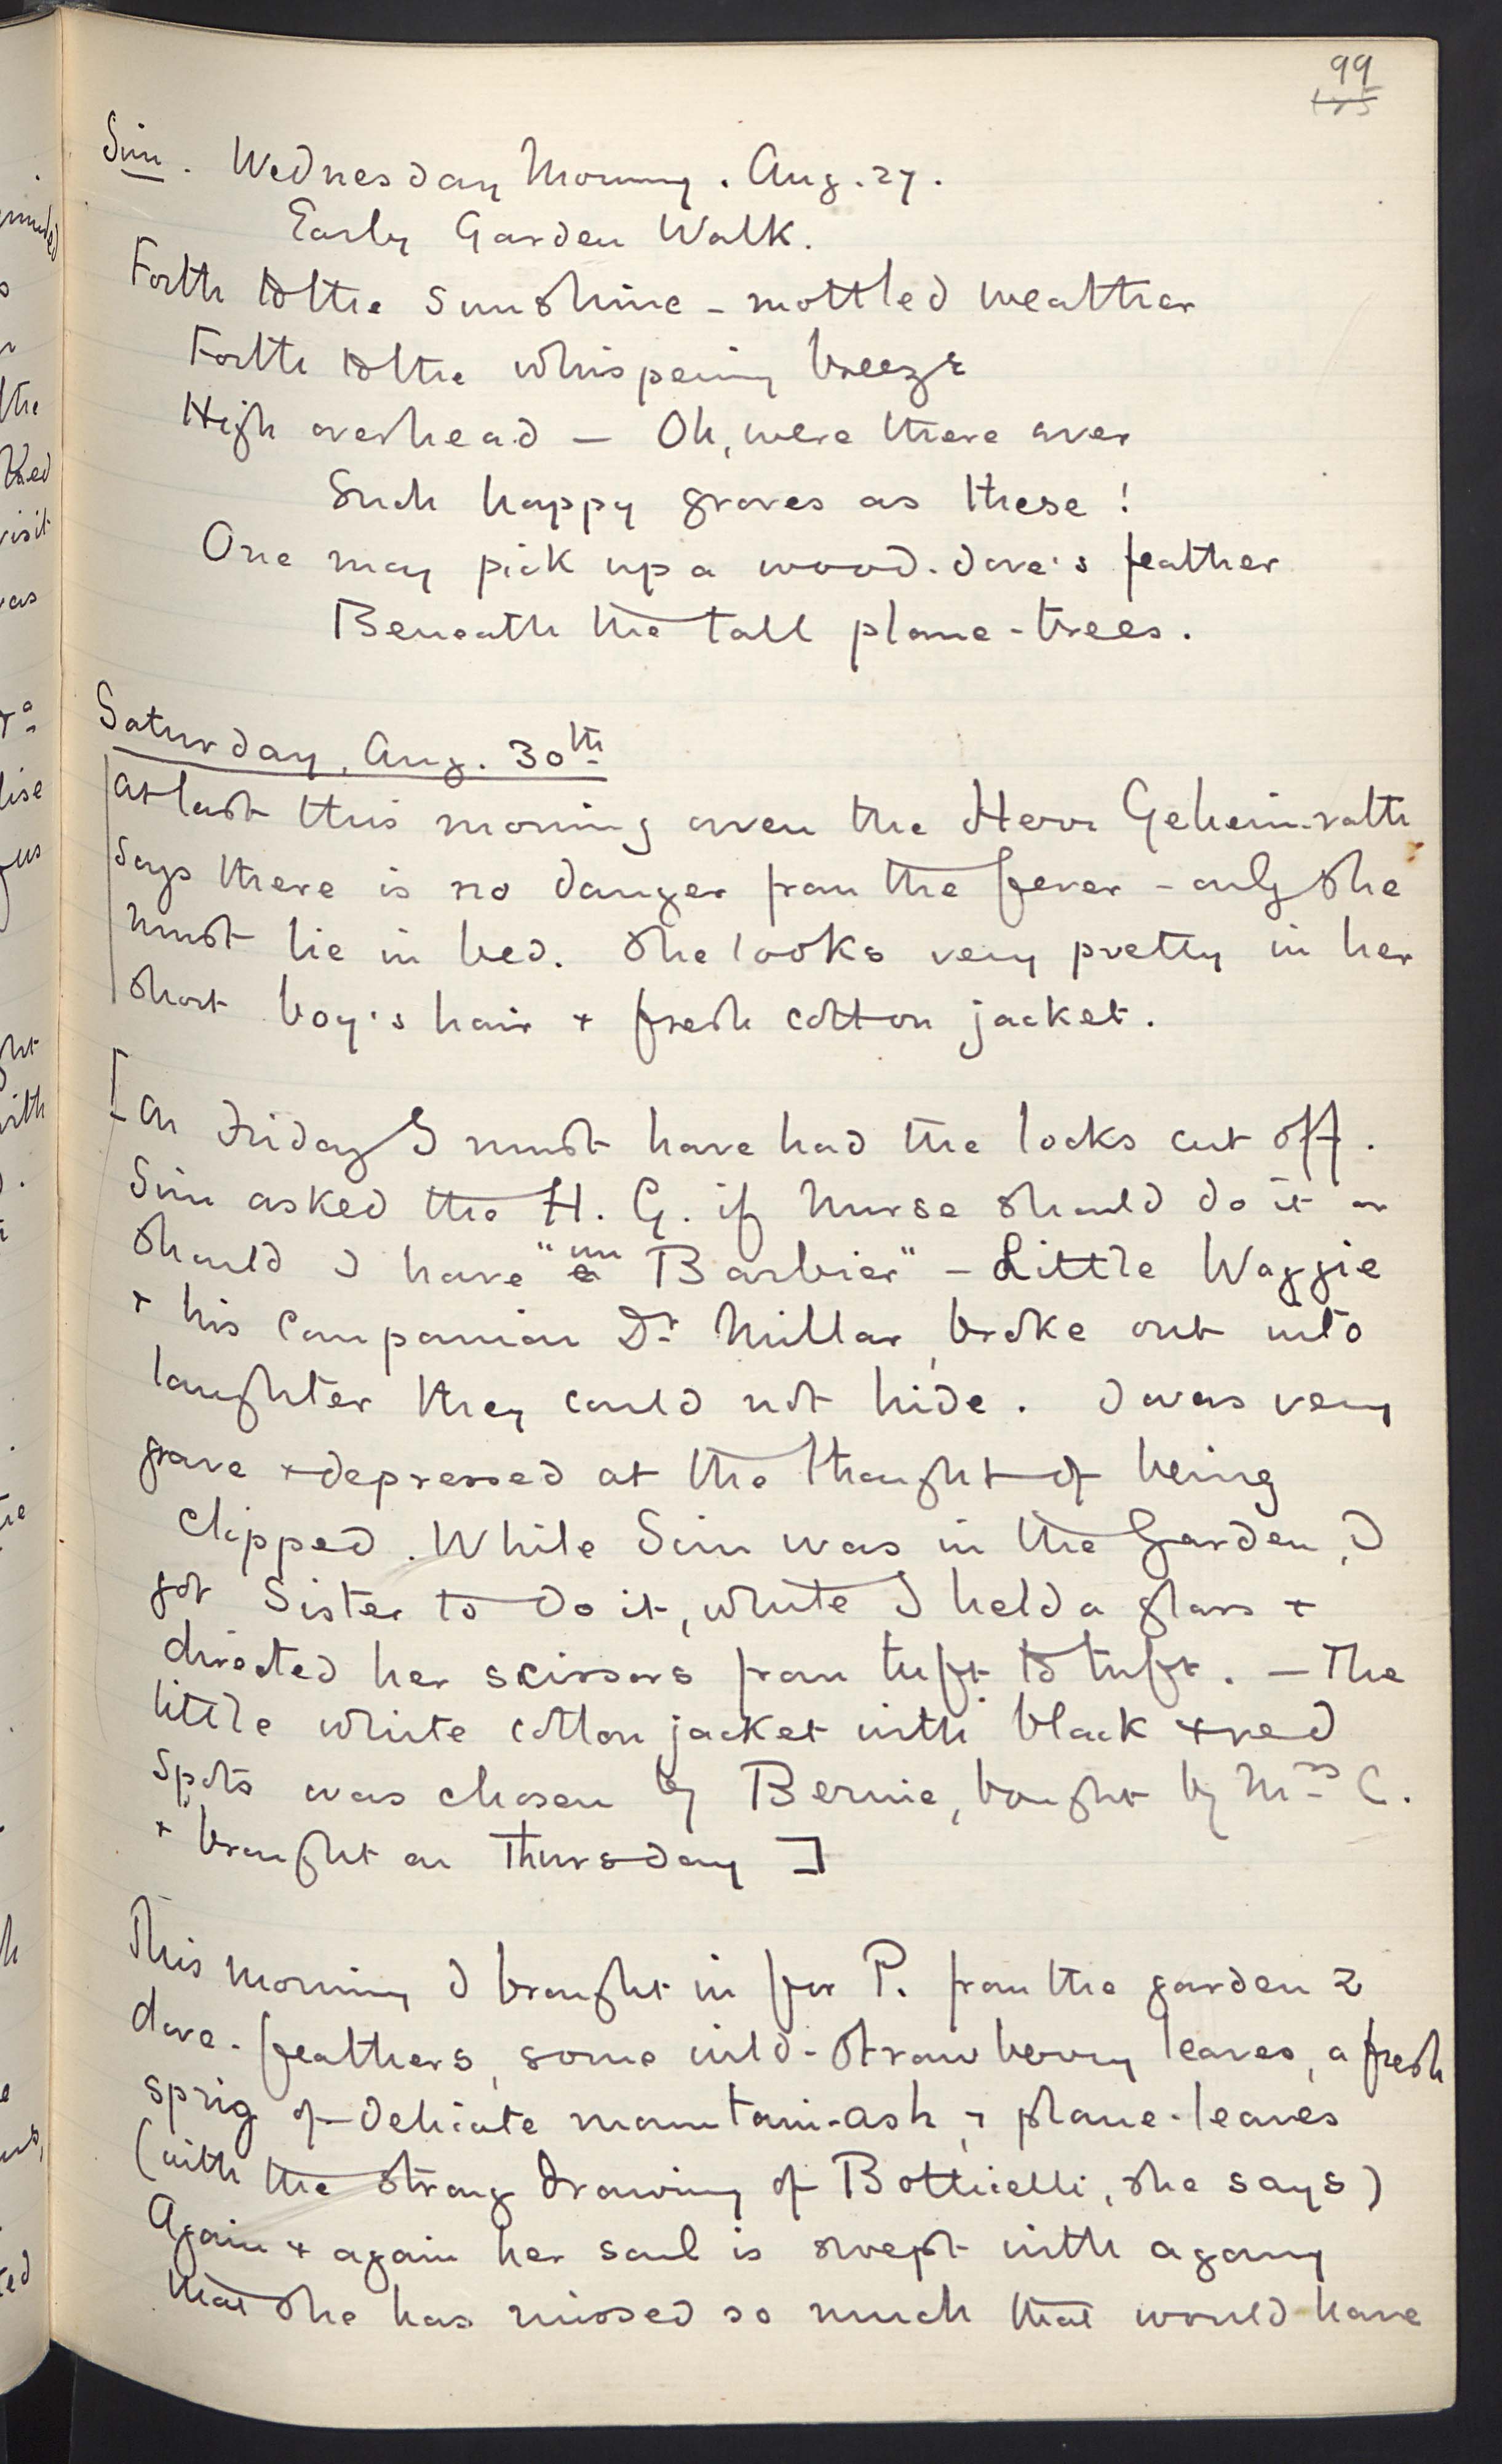 99
Sim. Wednesday Morning. Aug. 27.
Early Garden Walk.
Forth to the sunshine-mottled weather
Forth to the whispering breeze
High overhead — Oh, were there ever
Such happy groves as these!
One may pick up a wood-dove's feather
Beneath the tall plane-trees.
Saturday, Aug. 30th
At last this morning even the Herr Geheim-rath
says there is no danger from the fever - only she
must lie in bed. She looks very pretty in her
short boy's hair & fresh cotton jacket.
[On Friday I must have had the locks cut off.
Sim asked the H. G. if Nurse should do it or
should I have "un Barbier" - Little Waggie
& his companion Dr Millar, broke out into
laughter they could not hide. I was very
grave & depressed at the thought of being
clipped. While Sim was in the Garden, I
got Sister to do it, while I held a glass &
directed her scissors from tuft to tuft. — The
little white cotton jacket with black & red
spots was chosen by Bernie, bought by Mrs C.
& brought on Thursday]
This morning I brought in for P. from the garden 2
dove-feathers, some wild-strawberry leaves, a fresh
sprig of delicate mountain-ash, & plane-leaves
(with the strong drawing of Botticelli, she says)
Again & again her soul is swept with agony
that she has missed so much that would have